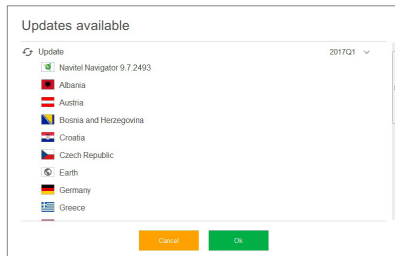 Updates available
Update 2017Q1
Navitel Navigator 9.7.2493
Albania
Austria
Bosnia and Herzegovina
Croatia
Czech Republic
Earth
Germany
Greece
Cancel Ok